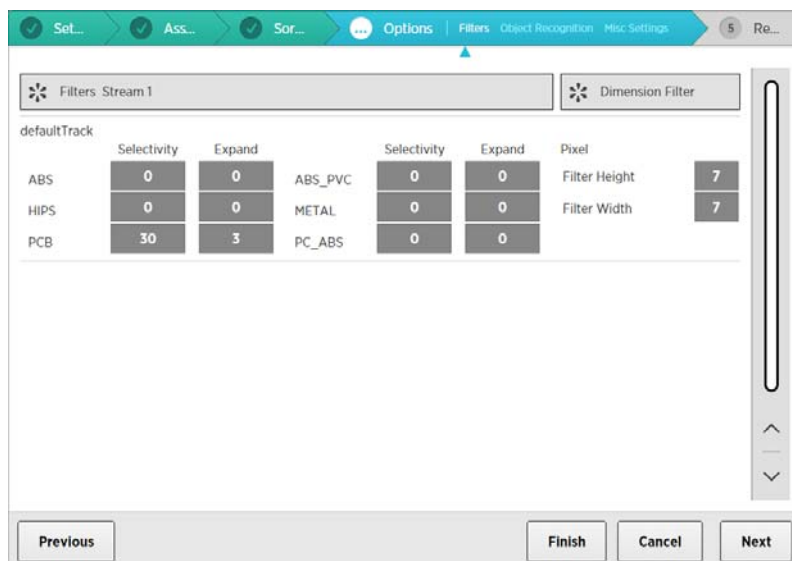 Set... Ass... Sor... ... Options Filters Object Recognition Misc Settings 5 Re...
Filters Stream 1 Dimension Filter
defaultTrack
Selectivity Expand Selectivity Expand Pixel
ABS 0 0 ABS_PVC 0 0 Filter Height 7
HIPS 0 0 METAL 0 0 Filter Width 7
PCB 30 3 PC_ABS 0 0
Previous Finish Cancel Next